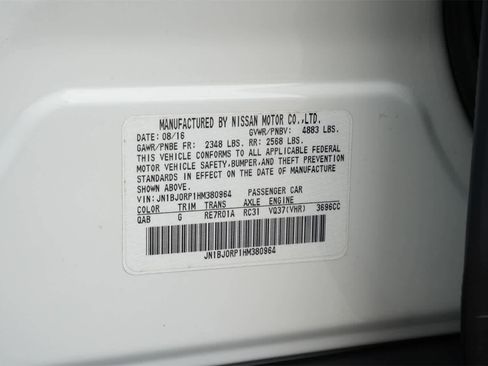 MANUFACTURED BY NISSAN MOTOR CO.,LTD.
DATE: 08/16 GVWR/PNBV: 4883 LBS.
GAWR/PNBE FR: 2348 LBS. RR: 2568 LBS.
THIS VEHICLE CONFORMS TO ALL APPLICABLE FEDERAL
MOTOR VEHICLE SAFETY,BUMPER,AND THEFT PREVENTION
STANDARDS IN EFFECT ON THE DATE OF MANUFACTURE
SHOWN ABOVE.
VIN: JN1BJ0RP1HM380964 PASSENGER CAR
COLOR TRIM TRANS AXLE ENGINE
QAB G RE7R01A RC31 VQ37(VHR) 3696CC
JN1BJ0RP1HM380964